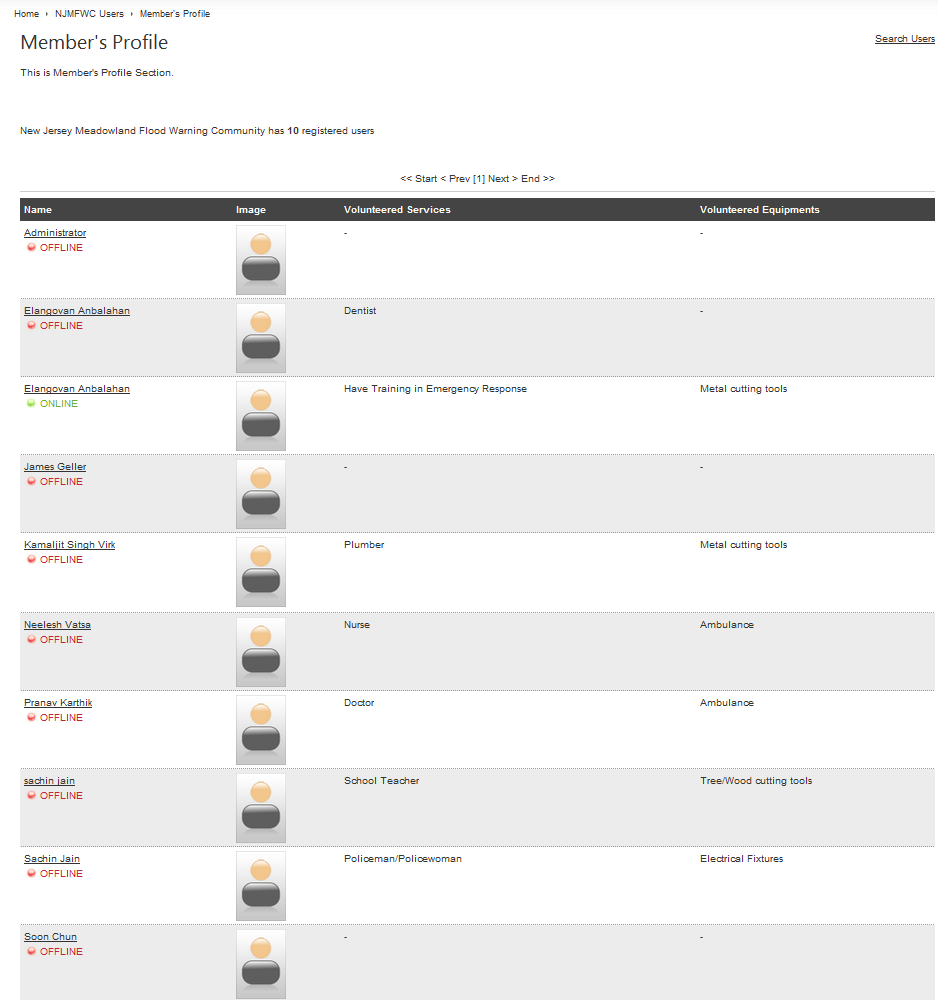 Home › NJMFWC Users › Member's Profile
Member's Profile
Search Users
This is Member's Profile Section.
New Jersey Meadowland Flood Warning Community has 10 registered users
<< Start < Prev [1] Next > End >>
Name Image Volunteered Services Volunteered Equipments
Administrator - -
OFFLINE
Elangovan Anbalahan Dentist -
OFFLINE
Elangovan Anbalahan Have Training in Emergency Response Metal cutting tools
ONLINE
James Geller - -
OFFLINE
Kamaljit Singh Virk Plumber Metal cutting tools
OFFLINE
Neelesh Vatsa Nurse Ambulance
OFFLINE
Pranav Karthik Doctor Ambulance
OFFLINE
sachin jain School Teacher Tree/Wood cutting tools
OFFLINE
Sachin Jain Policeman/Policewoman Electrical Fixtures
OFFLINE
Soon Chun - -
OFFLINE